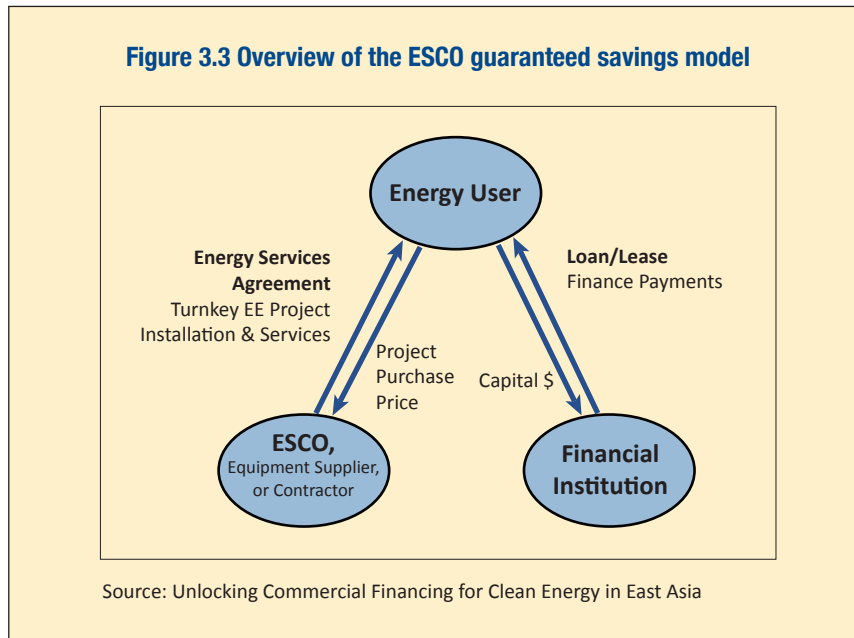 Figure 3.3 Overview of the ESCO guaranteed savings model
Energy User
Energy Services
Agreement
Turnkey EE Project
Installation & Services
Loan/Lease
Finance Payments
Project
Purchase
Price
Capital $
ESCO,
Equipment Supplier,
or Contractor
Financial
Institution
Source: Unlocking Commercial Financing for Clean Energy in East Asia